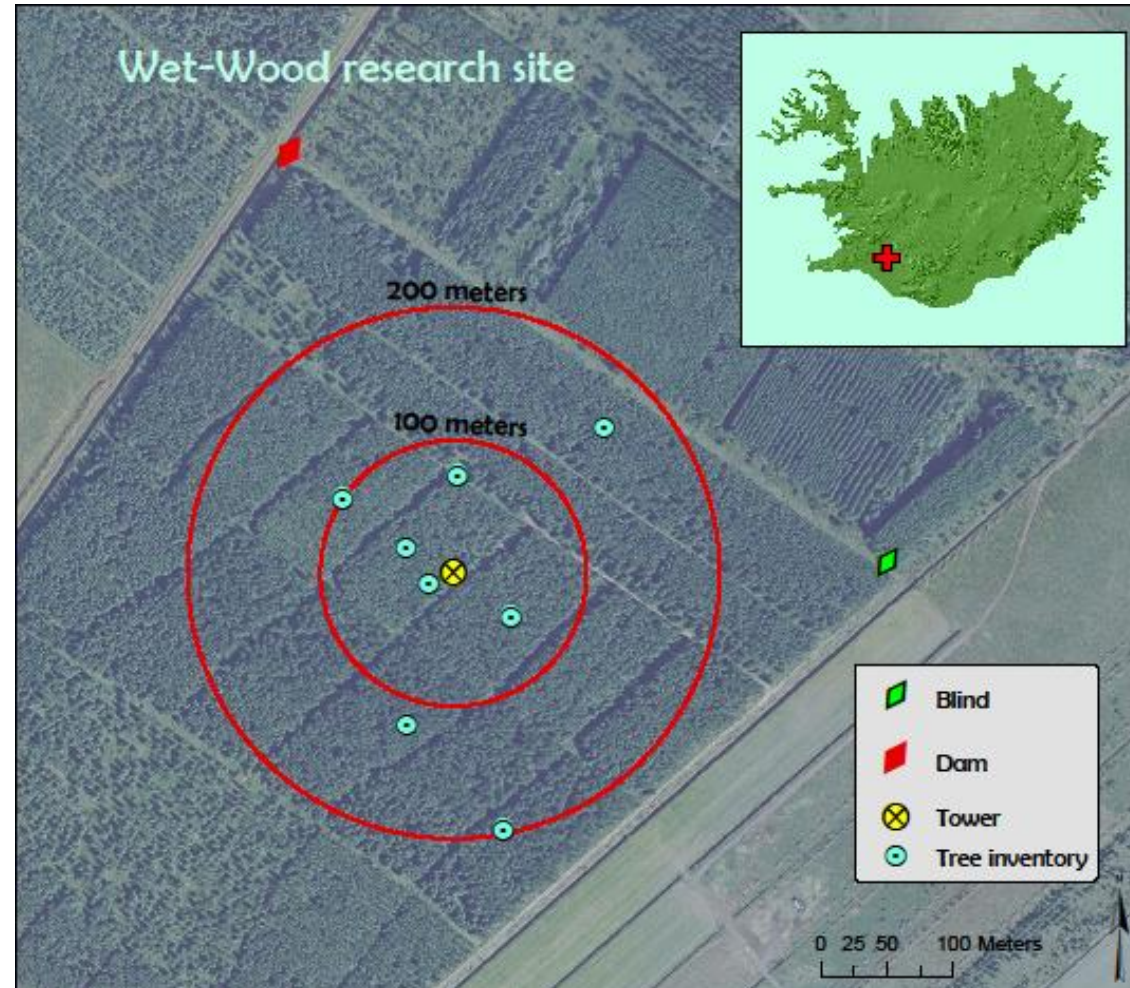 Wet-Wood research site
200 meters
100 meters
Blind
Dam
Tower
Tree inventory
0 25 50 100 Meters